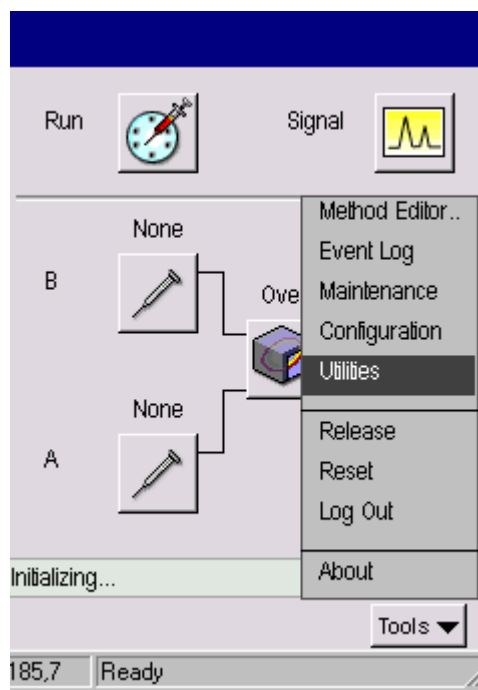 Run
Signal
None
B
Ove
Method Editor..
Event Log
Maintenance
Configuration
Utilities
None
A
Release
Reset
Log Out
About
Initializing...
Tools
185,7
Ready